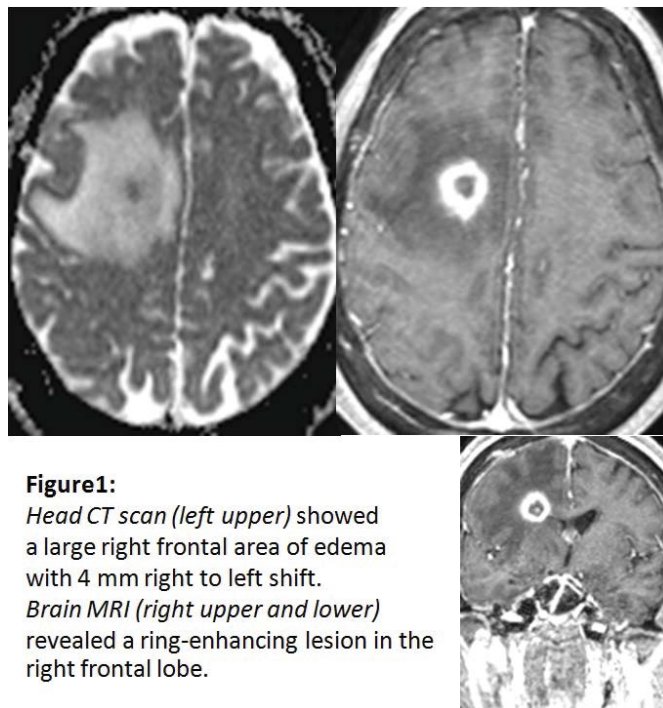 Figure1:
Head CT scan (left upper) showed
a large right frontal area of edema
with 4 mm right to left shift.
Brain MRI (right upper and lower)
revealed a ring-enhancing lesion in the
right frontal lobe.